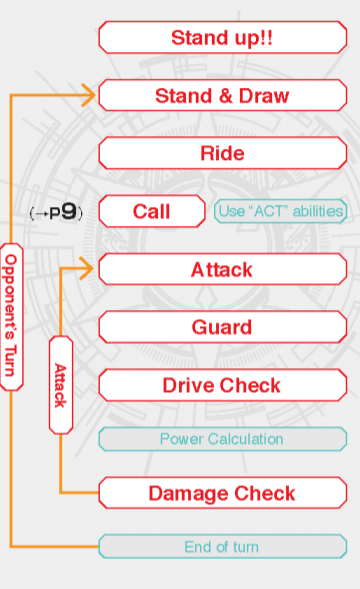 Stand up!!
Stand & Draw
Ride
(→P9)
Call
Use "ACT" abilities
Attack
Guard
Drive Check
Power Calculation
Damage Check
End of turn
Opponent's Turn
Attack